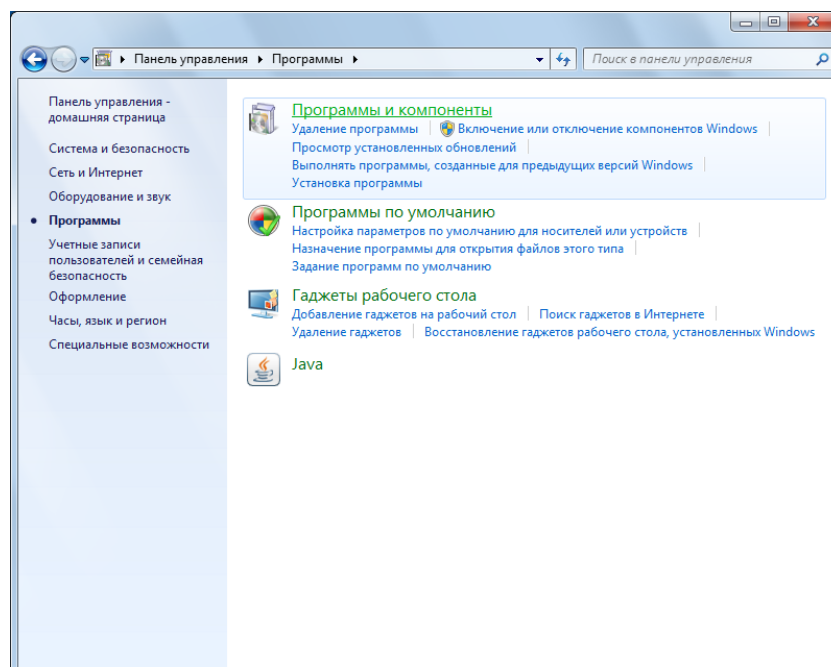 Панель управления Программы
Поиск в панели управления
Панель управления -
домашняя страница
Система и безопасность
Сеть и Интернет
Оборудование и звук
Программы
Учетные записи
пользователей и семейная
безопасность
Оформление
Часы, язык и регион
Специальные возможности
Программы и компоненты
Удаление программы Включение или отключение компонентов Windows
Просмотр установленных обновлений
Выполнять программы, созданные для предыдущих версий Windows
Установка программы
Программы по умолчанию
Настройка параметров по умолчанию для носителей или устройств
Назначение программы для открытия файлов этого типа
Задание программ по умолчанию
Гаджеты рабочего стола
Добавление гаджетов на рабочий стол Поиск гаджетов в Интернете
Удаление гаджетов Восстановление гаджетов рабочего стола, установленных Windows
Java